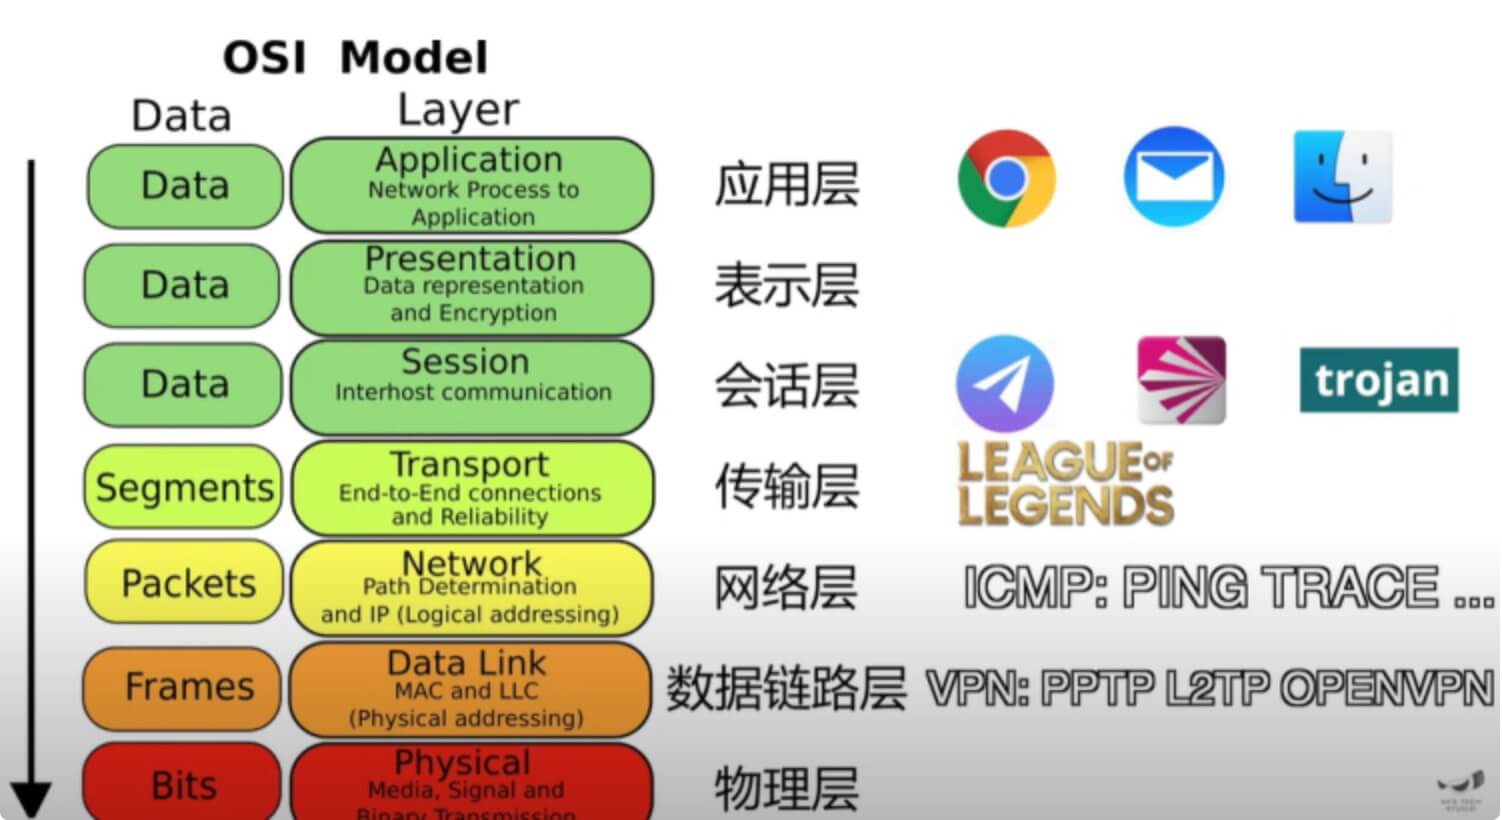 OSI Model
Data Layer
Data
Application
Network Process to
Application
应用层
Data
Presentation
Data representation
and Encryption
表示层
Data
Session
Interhost communication
会话层
trojan
Segments
Transport
End-to-End connections
and Reliability
传输层
LEAGUE OF
LEGENDS
Packets
Network
Path Determination
and IP (Logical addressing)
网络层
ICMP: PING TRACE ...
Frames
Data Link
MAC and LLC
(Physical addressing)
数据链路层
VPN: PPTP L2TP OPENVPN
Bits
Physical
Media, Signal and
Binary Transmission
物理层